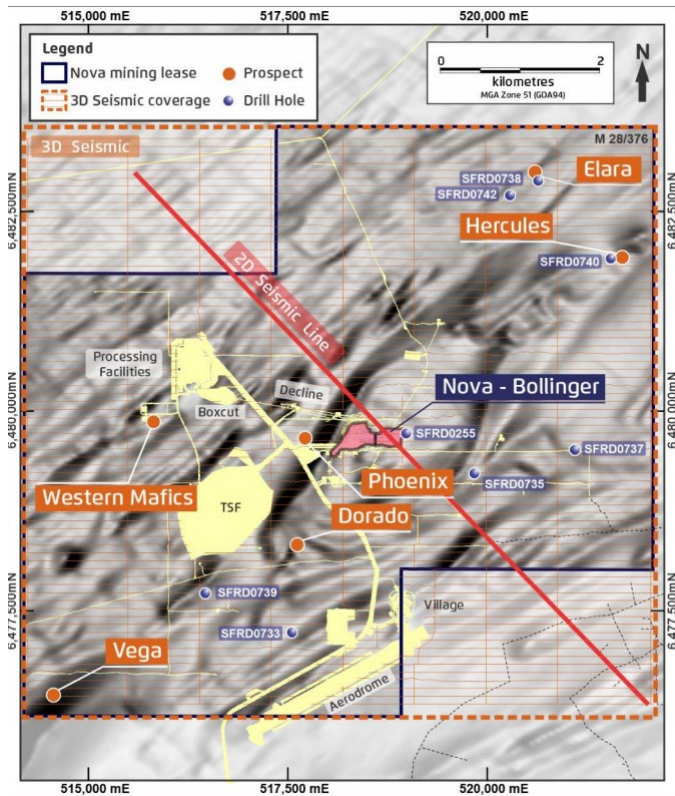 515,000 mE
517,500 mE
520,000 mE
Legend
Nova mining lease
Prospect
3D Seismic coverage
Drill Hole
0
2
kilometres
MGA Zone 51 (GDA94)
N
3D Seismic
M 28/376
SFRD0738
Elara
SFRD0742
6,482,500mN
6,482,500mN
Hercules
SFRD0740
2D Seismic Line
Processing
Facilities
Decline
Nova - Bollinger
Boxcut
6,480,000mN
6,480,000mN
SFRD0255
SFRD0737
Western Mafics
Phoenix
SFRD0735
TSF
Dorado
SFRD0739
Village
6,477,500mN
6,477,500mN
SFRD0733
Vega
Aerodrome
515,000 mE
517,500 mE
520,000 mE